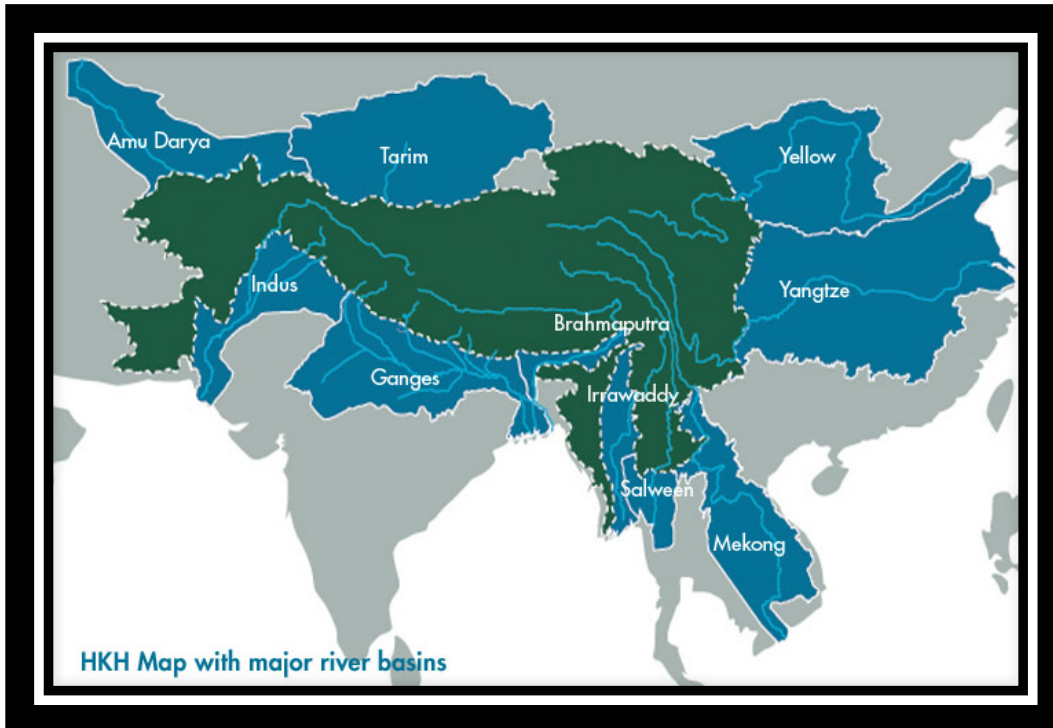 Amu Darya
Tarim
Yellow
Indus
Yangtze
Brahmaputra
Ganges
Irrawaddy
Salween
Mekong
HKH Map with major river basins